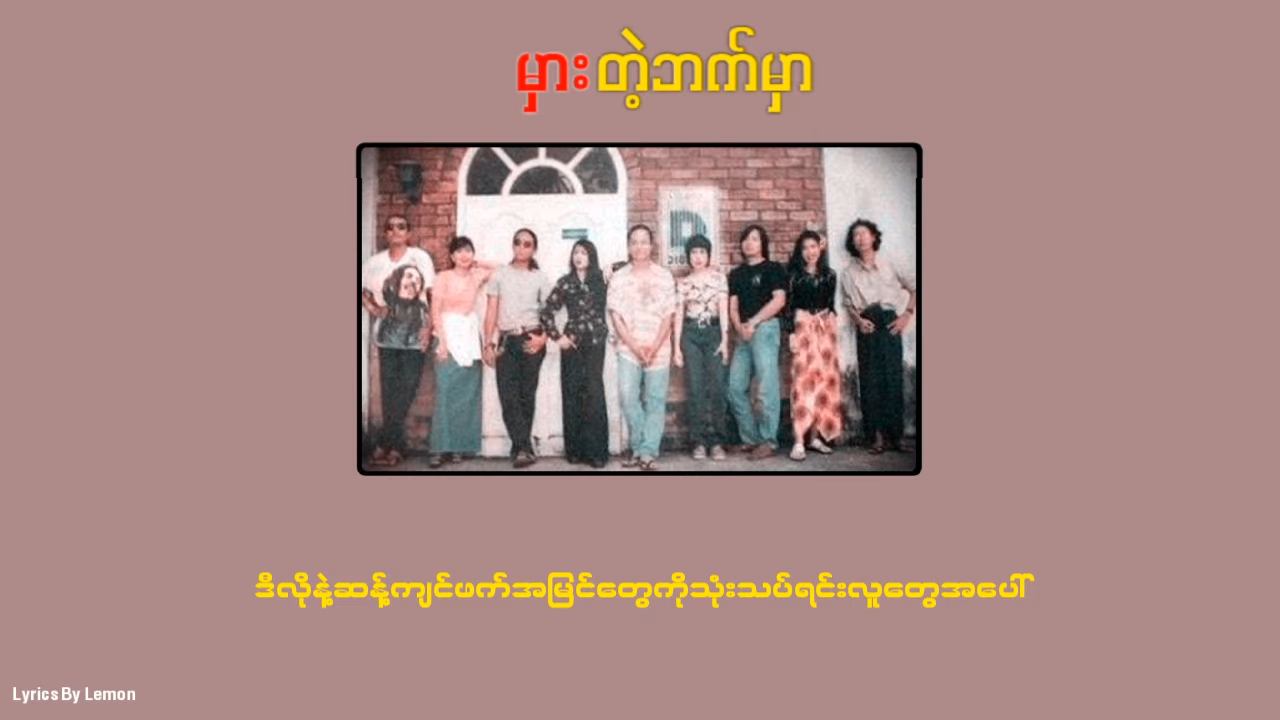 မှားတဲ့ဘက်မှာ
D
ဒီလိုနဲ့ဆန့်ကျင်ဖက်အမြင်တွေကိုသုံးသပ်ရင်းလူတွေအပေါ်
Lyrics By Lemon